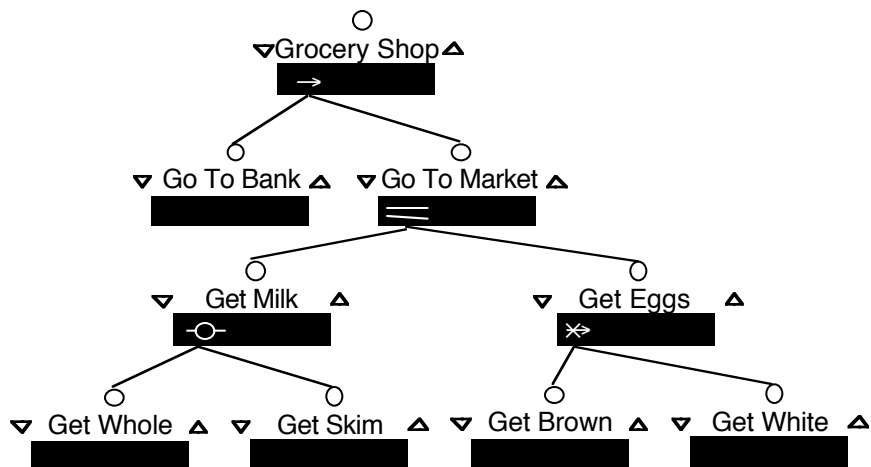 Grocery Shop
Go To Bank
Go To Market
Get Milk
Get Eggs
Get Whole
Get Skim
Get Brown
Get White